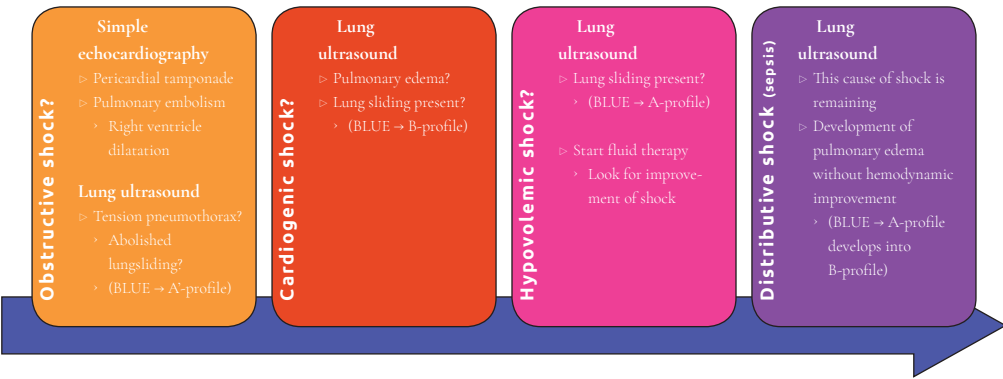 Obstructive shock?
Simple
echocardiography
▷ Pericardial tamponade
▷ Pulmonary embolism
› Right ventricle
dilatation
Lung ultrasound
▷ Tension pneumothorax?
› Abolished
lungsliding?
› (BLUE → A'-profile)
Cardiogenic shock?
Lung
ultrasound
▷ Pulmonary edema?
▷ Lung sliding present?
› (BLUE → B-profile)
Hypovolemic shock?
Lung
ultrasound
▷ Lung sliding present?
› (BLUE → A-profile)
▷ Start fluid therapy
› Look for improve-
ment of shock
Distributive shock (sepsis)
Lung
ultrasound
▷ This cause of shock is
remaining
▷ Development of
pulmonary edema
without hemodynamic
improvement
› (BLUE → A-profile
develops into
B-profile)